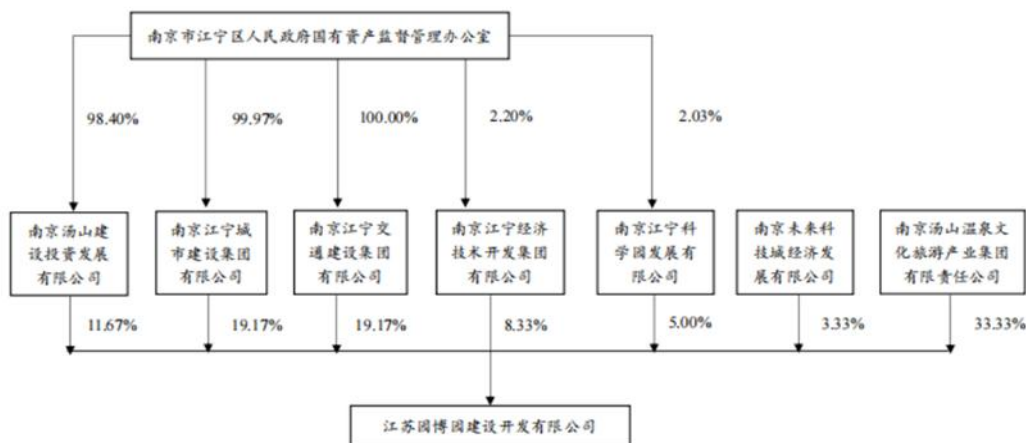 南京市江宁区人民政府国有资产监督管理办公室
98.40%
99.97%
100.00%
2.20%
2.03%
南京汤山建
设投资发展
有限公司
南京江宁城
市建设集团
有限公司
南京江宁交
通建设集团
有限公司
南京江宁经济
技术开发集团
有限公司
南京江宁科
学园发展有
限公司
南京未来科
技城经济发
展有限公司
南京汤山温泉文
化旅游产业集团
有限责任公司
11.67%
19.17%
19.17%
8.33%
5.00%
3.33%
33.33%
江苏园博园建设开发有限公司